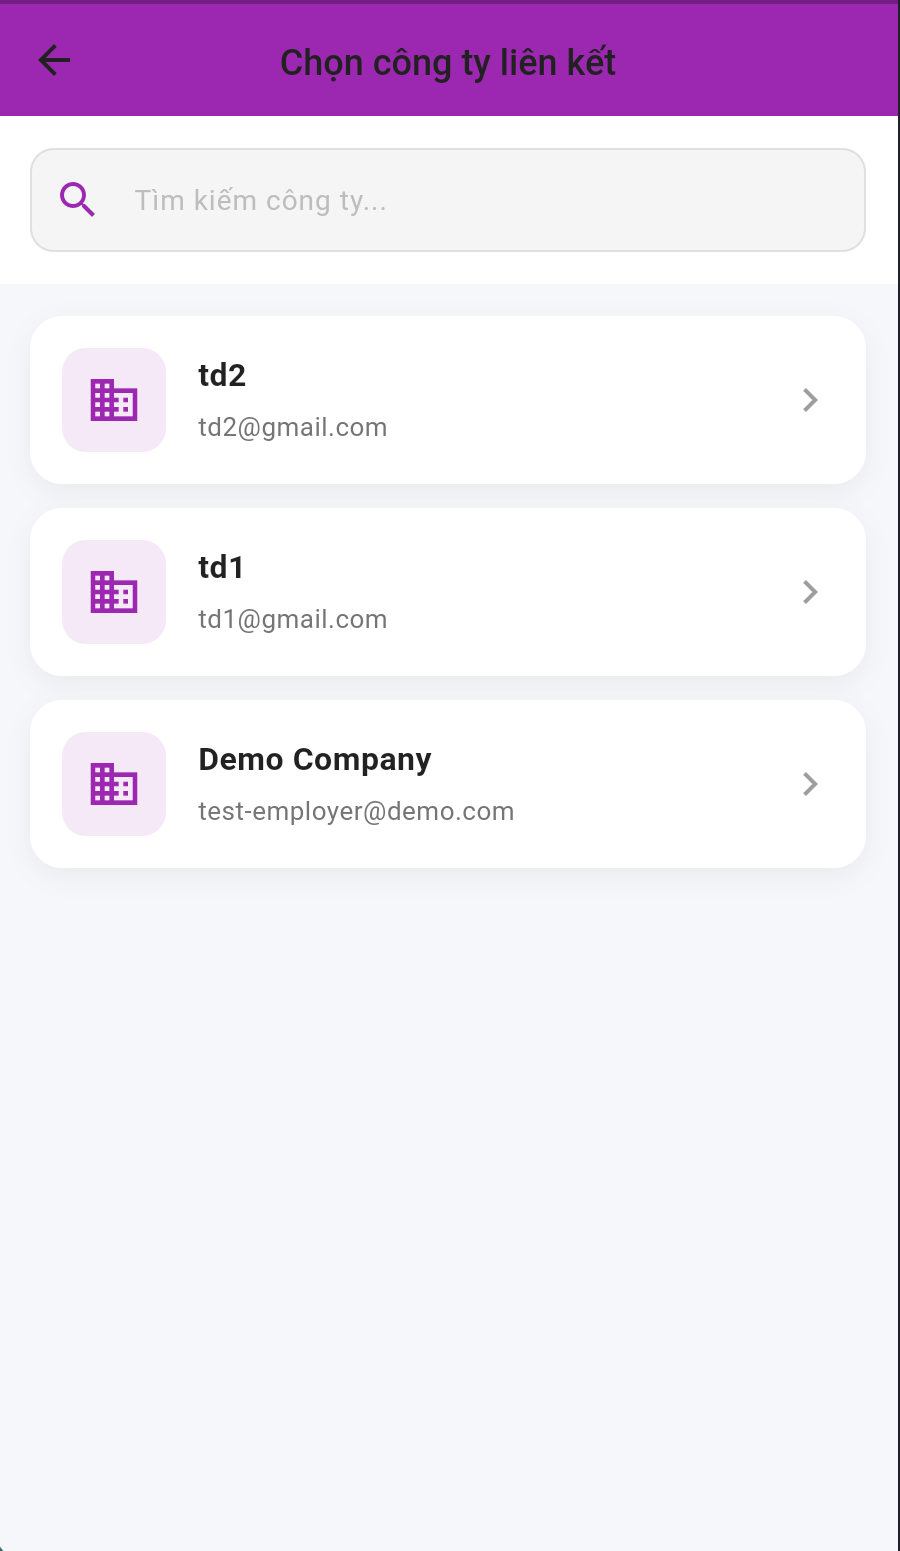 Chọn công ty liên kết
Tìm kiếm công ty...
td2
td2@gmail.com
td1
td1@gmail.com
Demo Company
test-employer@demo.com